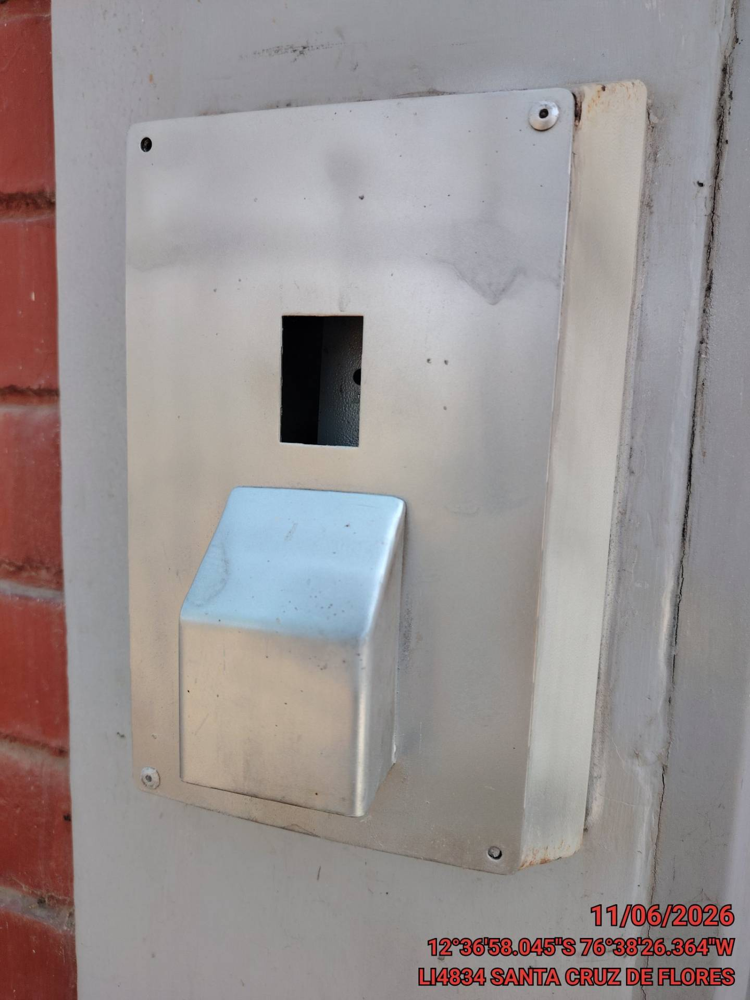 11/06/2026
12°36'58.045"S 76°38'26.364"W
LI4834 SANTA CRUZ DE FLORES